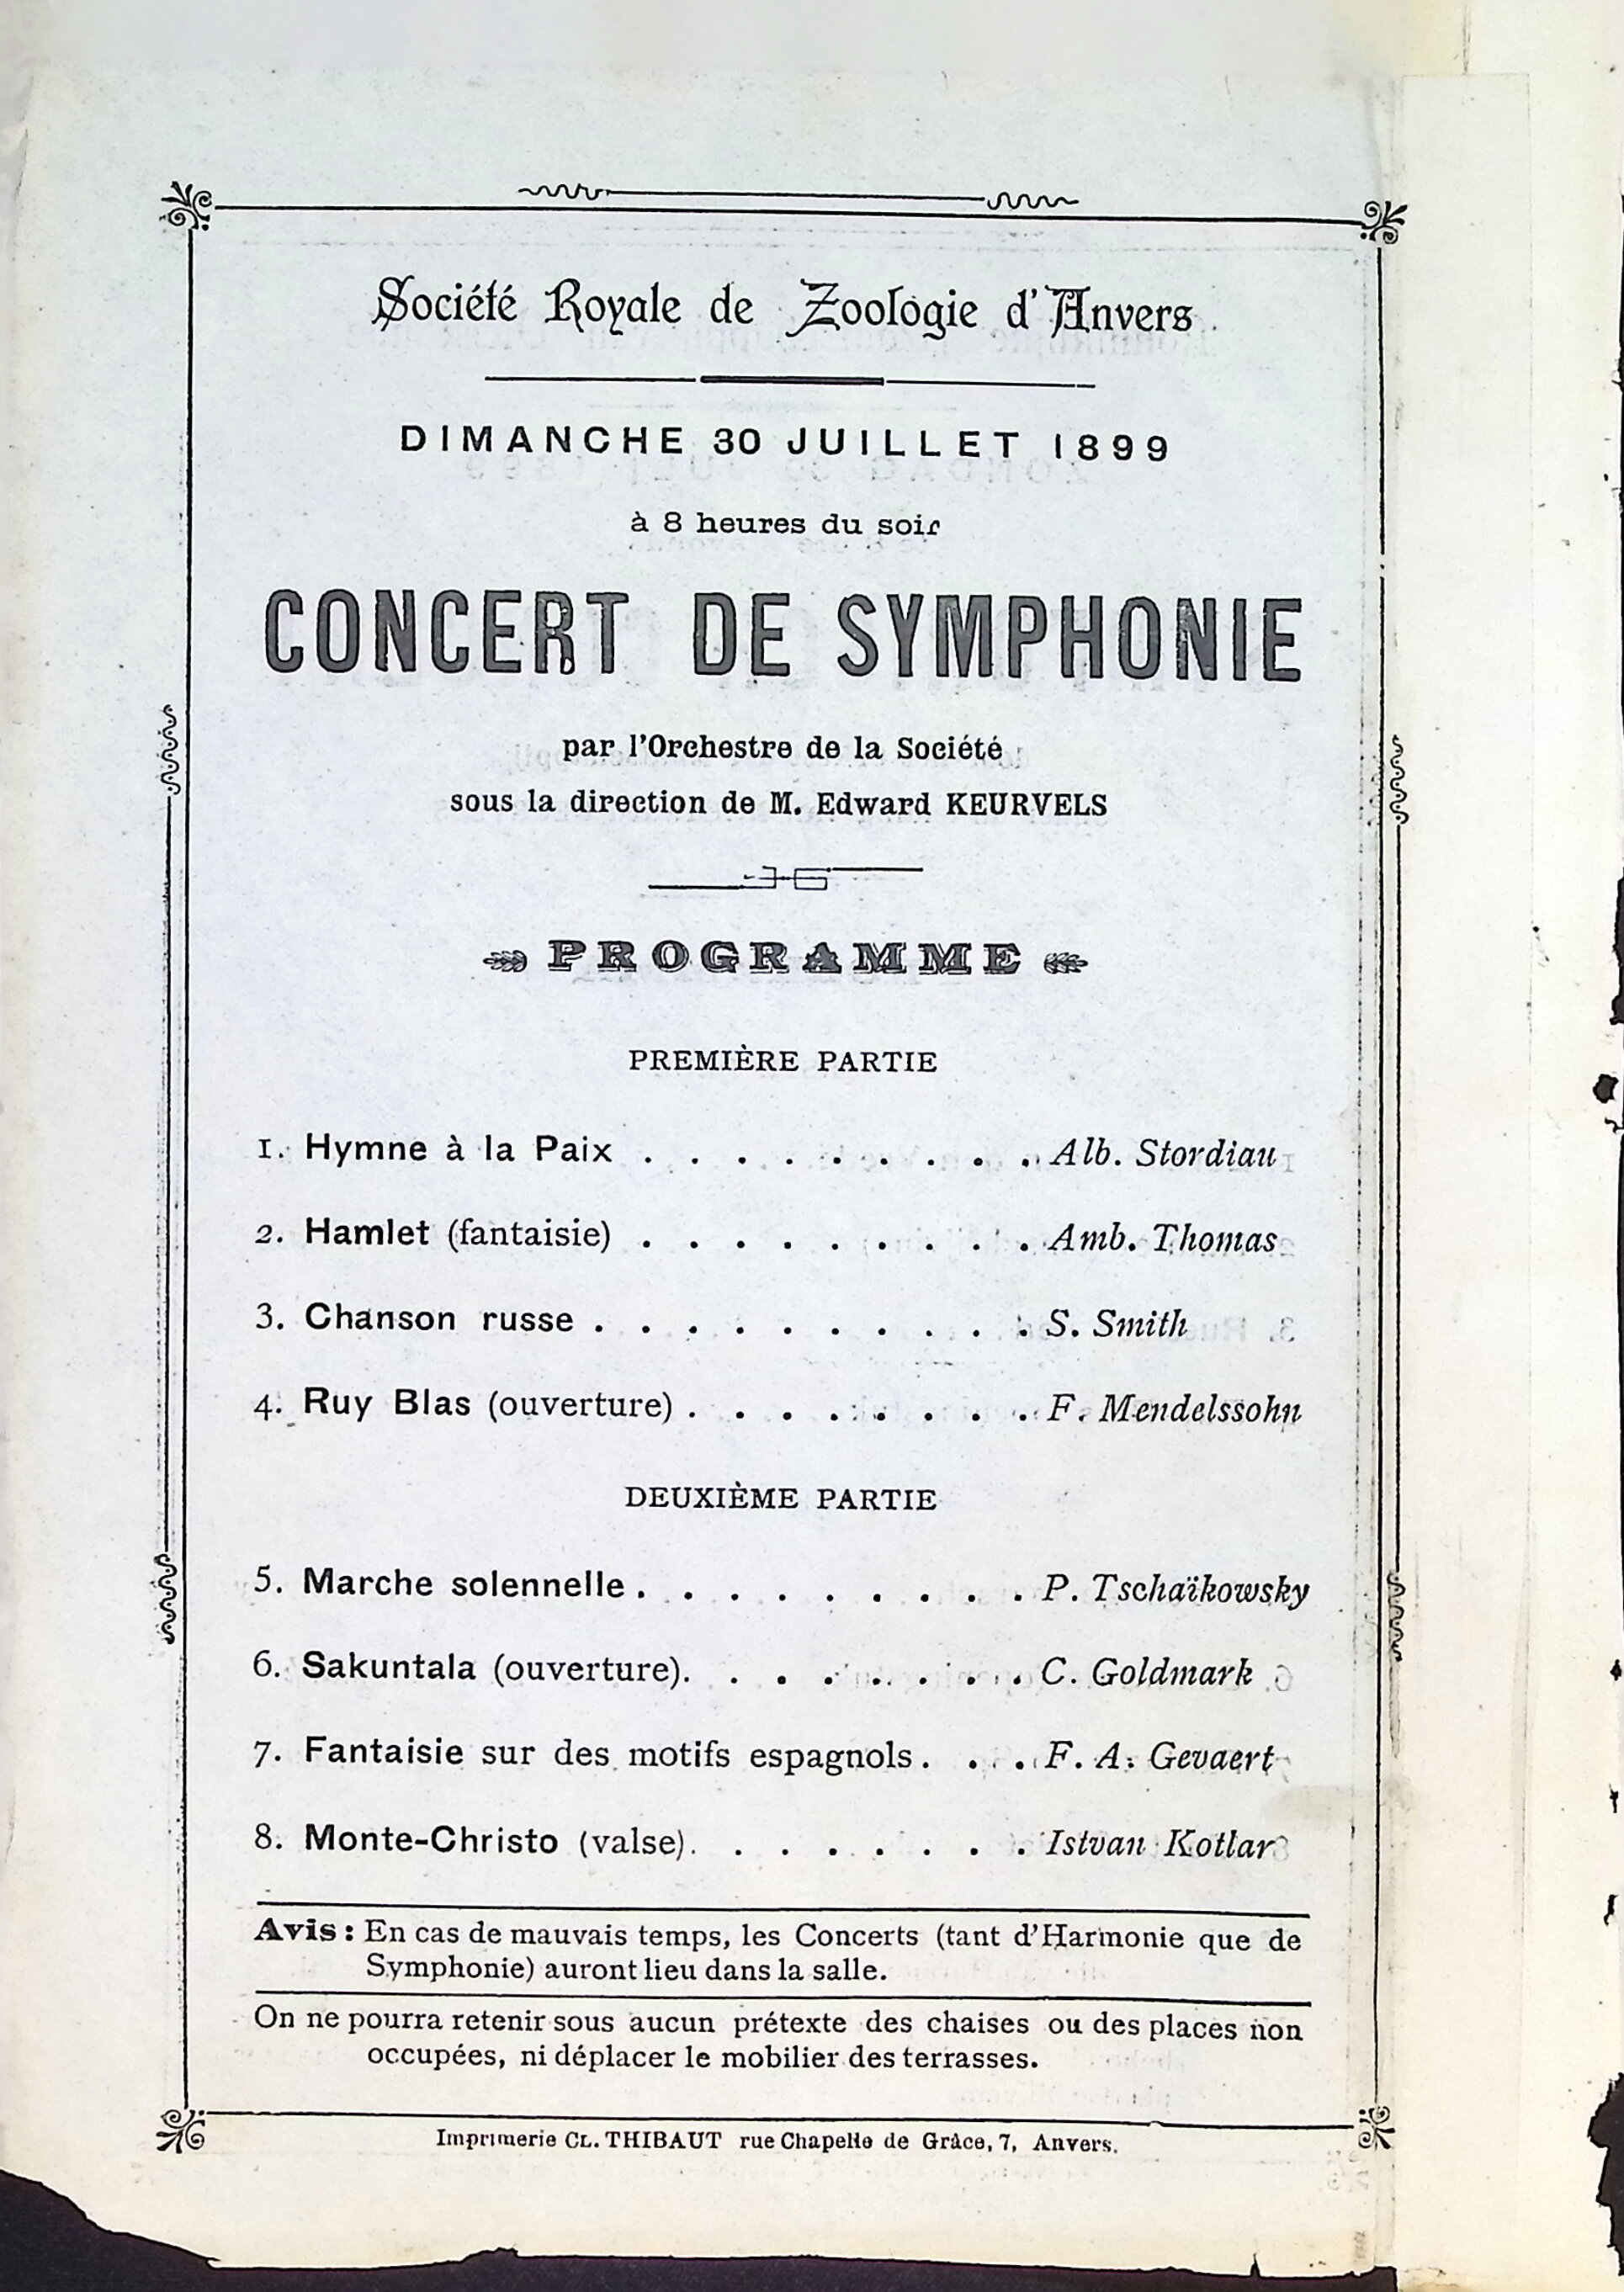 Société Royale de Zoologie d'Anvers
DIMANCHE 30 JUILLET 1899
à 8 heures du soir
CONCERT DE SYMPHONIE
par l'Orchestre de la Société
sous la direction de M. Edward KEURVELS
PROGRAMME
PREMIÈRE PARTIE
1. Hymne à la Paix . . . . . . . . . Alb. Stordiau
2. Hamlet (fantaisie) . . . . . . . . . Amb. Thomas
3. Chanson russe . . . . . . . . . . S. Smith
4. Ruy Blas (ouverture) . . . . . . . . F. Mendelssohn
DEUXIÈME PARTIE
5. Marche solennelle . . . . . . . . . P. Tschaïkowsky
6. Sakuntala (ouverture). . . . . . . . C. Goldmark
7. Fantaisie sur des motifs espagnols. . . F. A. Gevaert
8. Monte-Christo (valse). . . . . . . . Istvan Kotlar
Avis : En cas de mauvais temps, les Concerts (tant d'Harmonie que de
Symphonie) auront lieu dans la salle.
On ne pourra retenir sous aucun prétexte des chaises ou des places non
occupées, ni déplacer le mobilier des terrasses.
Imprimerie CL. THIBAUT rue Chapelle de Grâce, 7, Anvers.